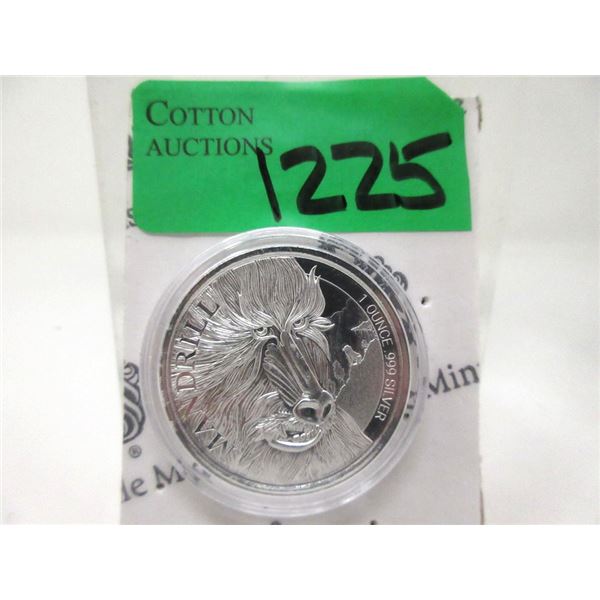 COTTON
AUCTIONS
1225
MANDRILL
1 OUNCE 999 SILVER
®